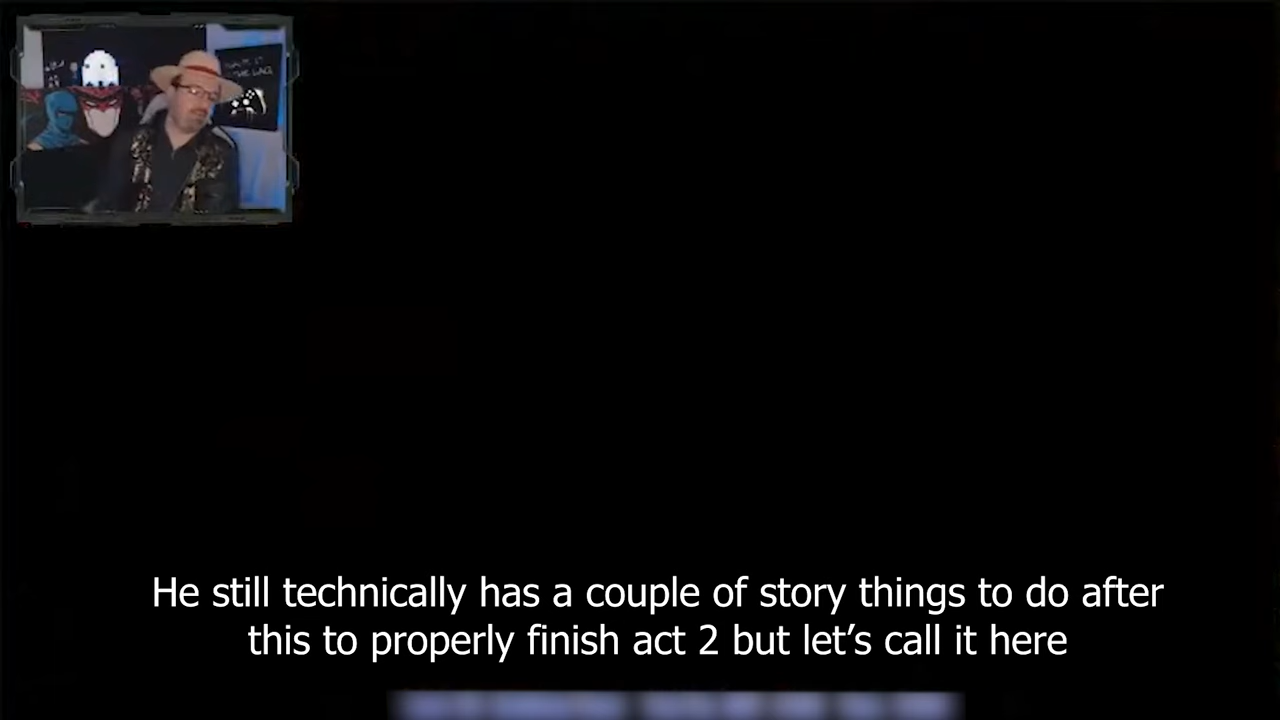 He still technically has a couple of story things to do after
this to properly finish act 2 but let’s call it here